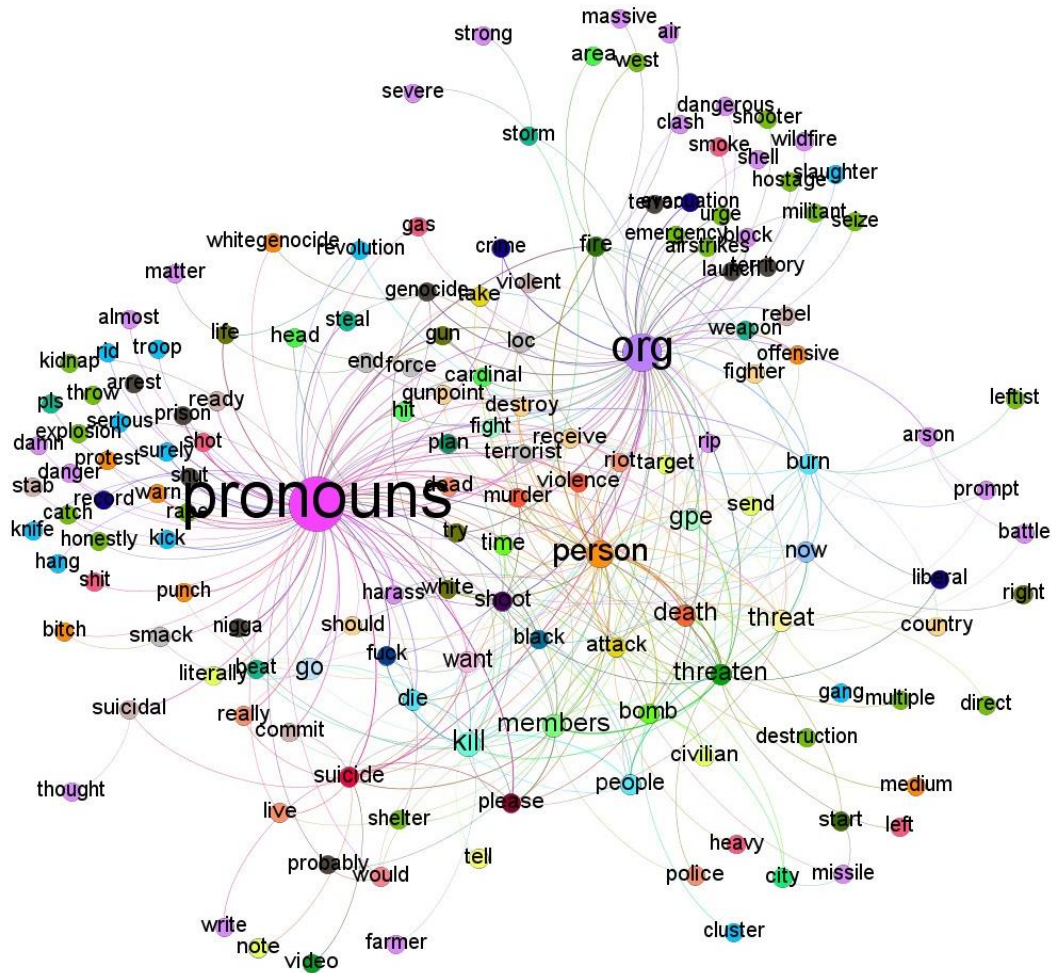 massive
strong
air
area
west
severe
dangerous
clash
shooter
storm
smoke
wildfire
shell
slaughter
hostage
terror
evacuation
urge
militant
gas
seize
whitegenocide
revolution
crime
fire
emergency
block
airstrikes
matter
genocide
violent
launch
territory
take
almost
life
head
steal
gun
loc
org
weapon
rebel
kidnap
rid
troop
end
force
cardinal
offensive
fighter
throw
arrest
gunpoint
destroy
leftist
pls
serious
prison
ready
hit
fight
explosion
shot
plan
receive
rip
arson
damn
protest
surely
terrorist
riot
target
burn
danger
shut
dead
violence
stab
record
warn
pronouns
murder
prompt
catch
rape
send
gpe
knife
honestly
kick
try
time
person
now
battle
hang
shit
punch
harass
white
shoot
liberal
right
bitch
smack
nigga
should
black
death
threat
country
fuck
want
attack
literally
beat
go
threaten
suicidal
die
gang
multiple
direct
really
commit
kill
members
bomb
destruction
civilian
suicide
people
thought
please
medium
live
shelter
start
left
probably
would
tell
heavy
police
city
missile
write
note
video
farmer
cluster